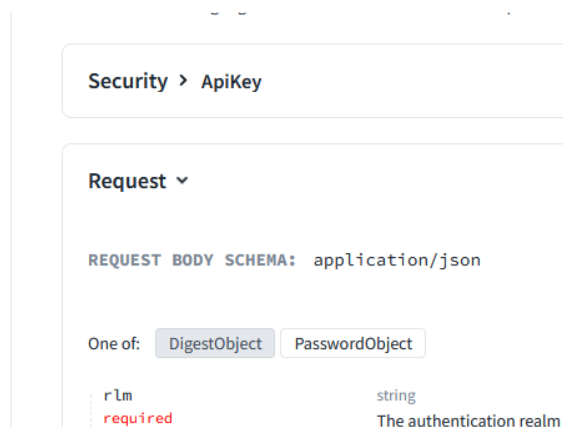 Security > ApiKey
Request
REQUEST BODY SCHEMA: application/json
One of: DigestObject PasswordObject
rlm string
required The authentication realm